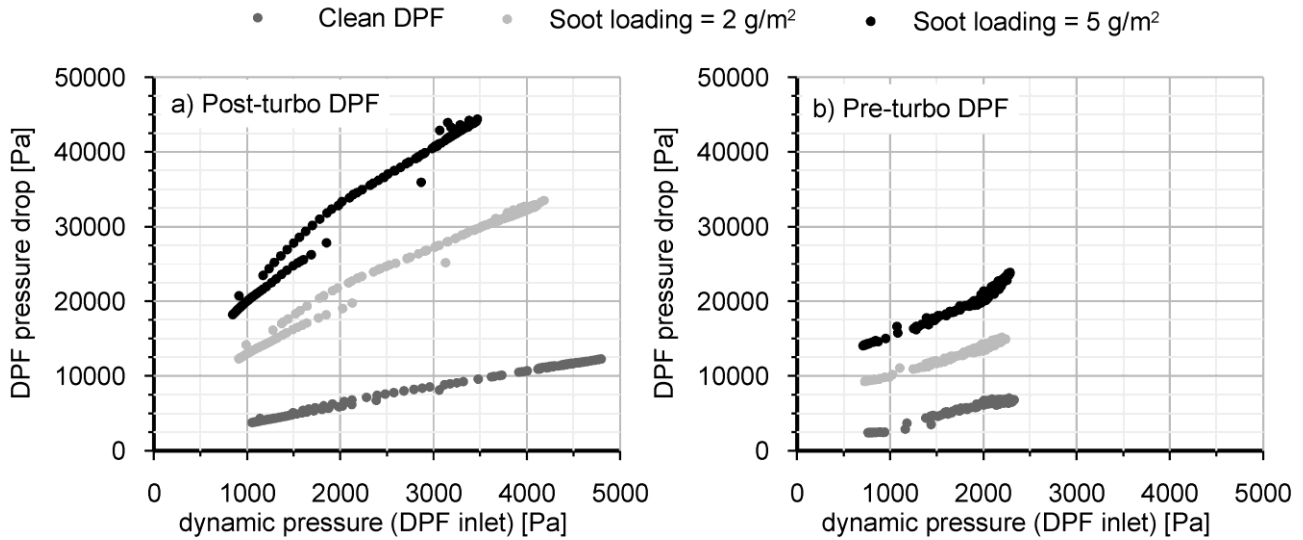 Clean DPF
Soot loading = 2 g/m²
Soot loading = 5 g/m²
DPF pressure drop [Pa]
50000
40000
30000
20000
10000
0
a) Post-turbo DPF
0 1000 2000 3000 4000 5000
dynamic pressure (DPF inlet) [Pa]
DPF pressure drop [Pa]
50000
40000
30000
20000
10000
0
b) Pre-turbo DPF
0 1000 2000 3000 4000 5000
dynamic pressure (DPF inlet) [Pa]